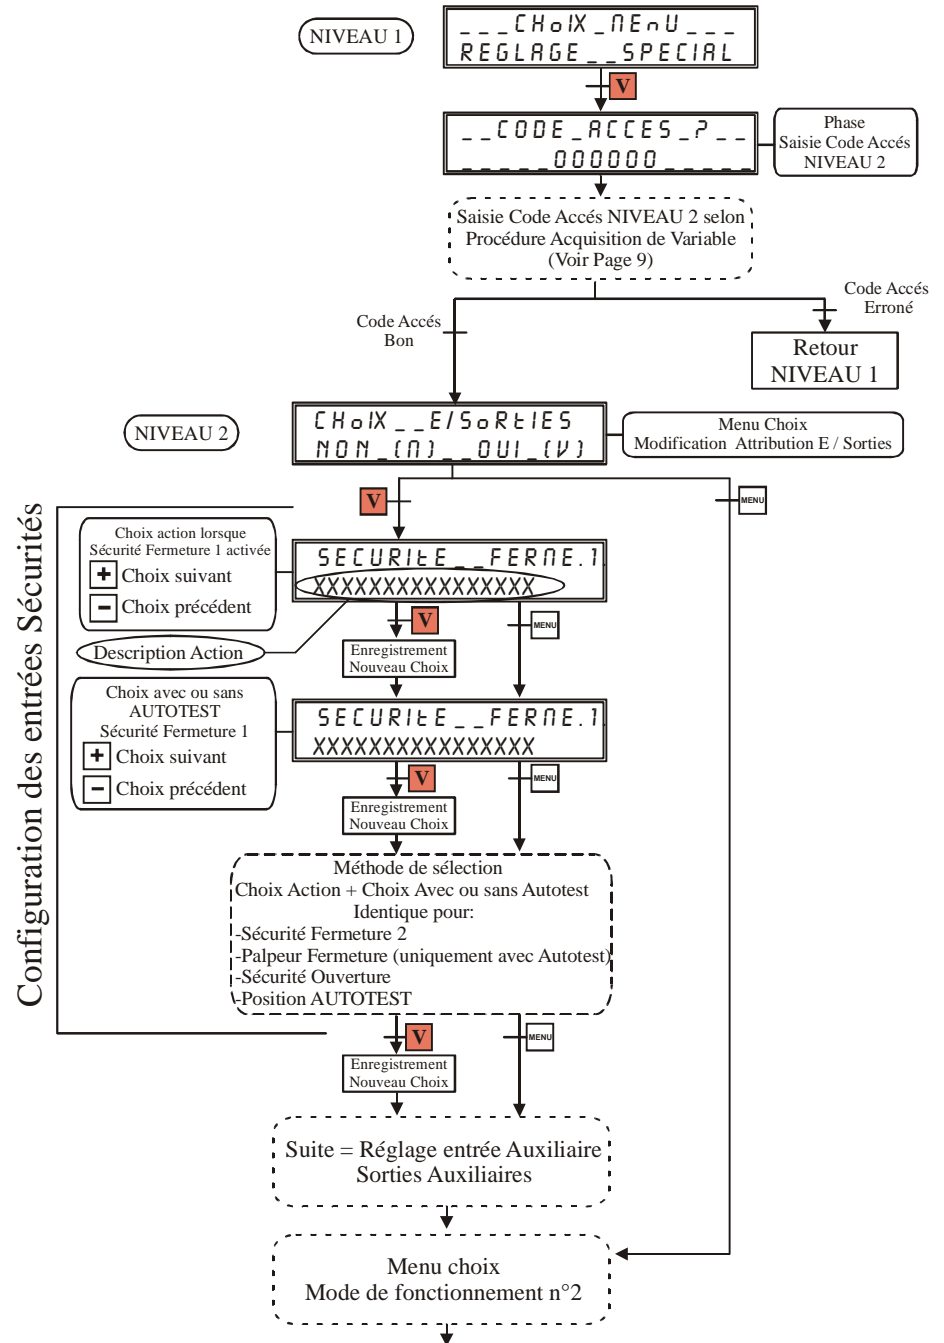 NIVEAU 1
___CHoIX_MEnU___
REGLAGE__SPECIAL
V
__CODE_ACCES_?__
_____000000_____
Phase
Saisie Code Accés
NIVEAU 2
Saisie Code Accés NIVEAU 2 selon
Procédure Acquisition de Variable
(Voir Page 9)
Code Accés
Bon
Code Accés
Erroné
Retour
NIVEAU 1
NIVEAU 2
CHoIX__E/SoRtIES
NON_(M)__OUI_(V)
Menu Choix
Modification Attribution E / Sorties
V
MENU
Configuration des entrées Sécurités
Choix action lorsque
Sécurité Fermeture 1 activée
+ Choix suivant
- Choix précédent
SECURItE__FERME.1.
XXXXXXXXXXXXXXXX
Description Action
V
MENU
Enregistrement
Nouveau Choix
Choix avec ou sans
AUTOTEST
Sécurité Fermeture 1
+ Choix suivant
- Choix précédent
SECURItE__FERME.1.
XXXXXXXXXXXXXXXX
V
MENU
Enregistrement
Nouveau Choix
Méthode de sélection
Choix Action + Choix Avec ou sans Autotest
Identique pour:
-Sécurité Fermeture 2
-Palpeur Fermeture (uniquement avec Autotest)
-Sécurité Ouverture
-Position AUTOTEST
V
MENU
Enregistrement
Nouveau Choix
Suite = Réglage entrée Auxiliaire
Sorties Auxiliaires
Menu choix
Mode de fonctionnement n°2